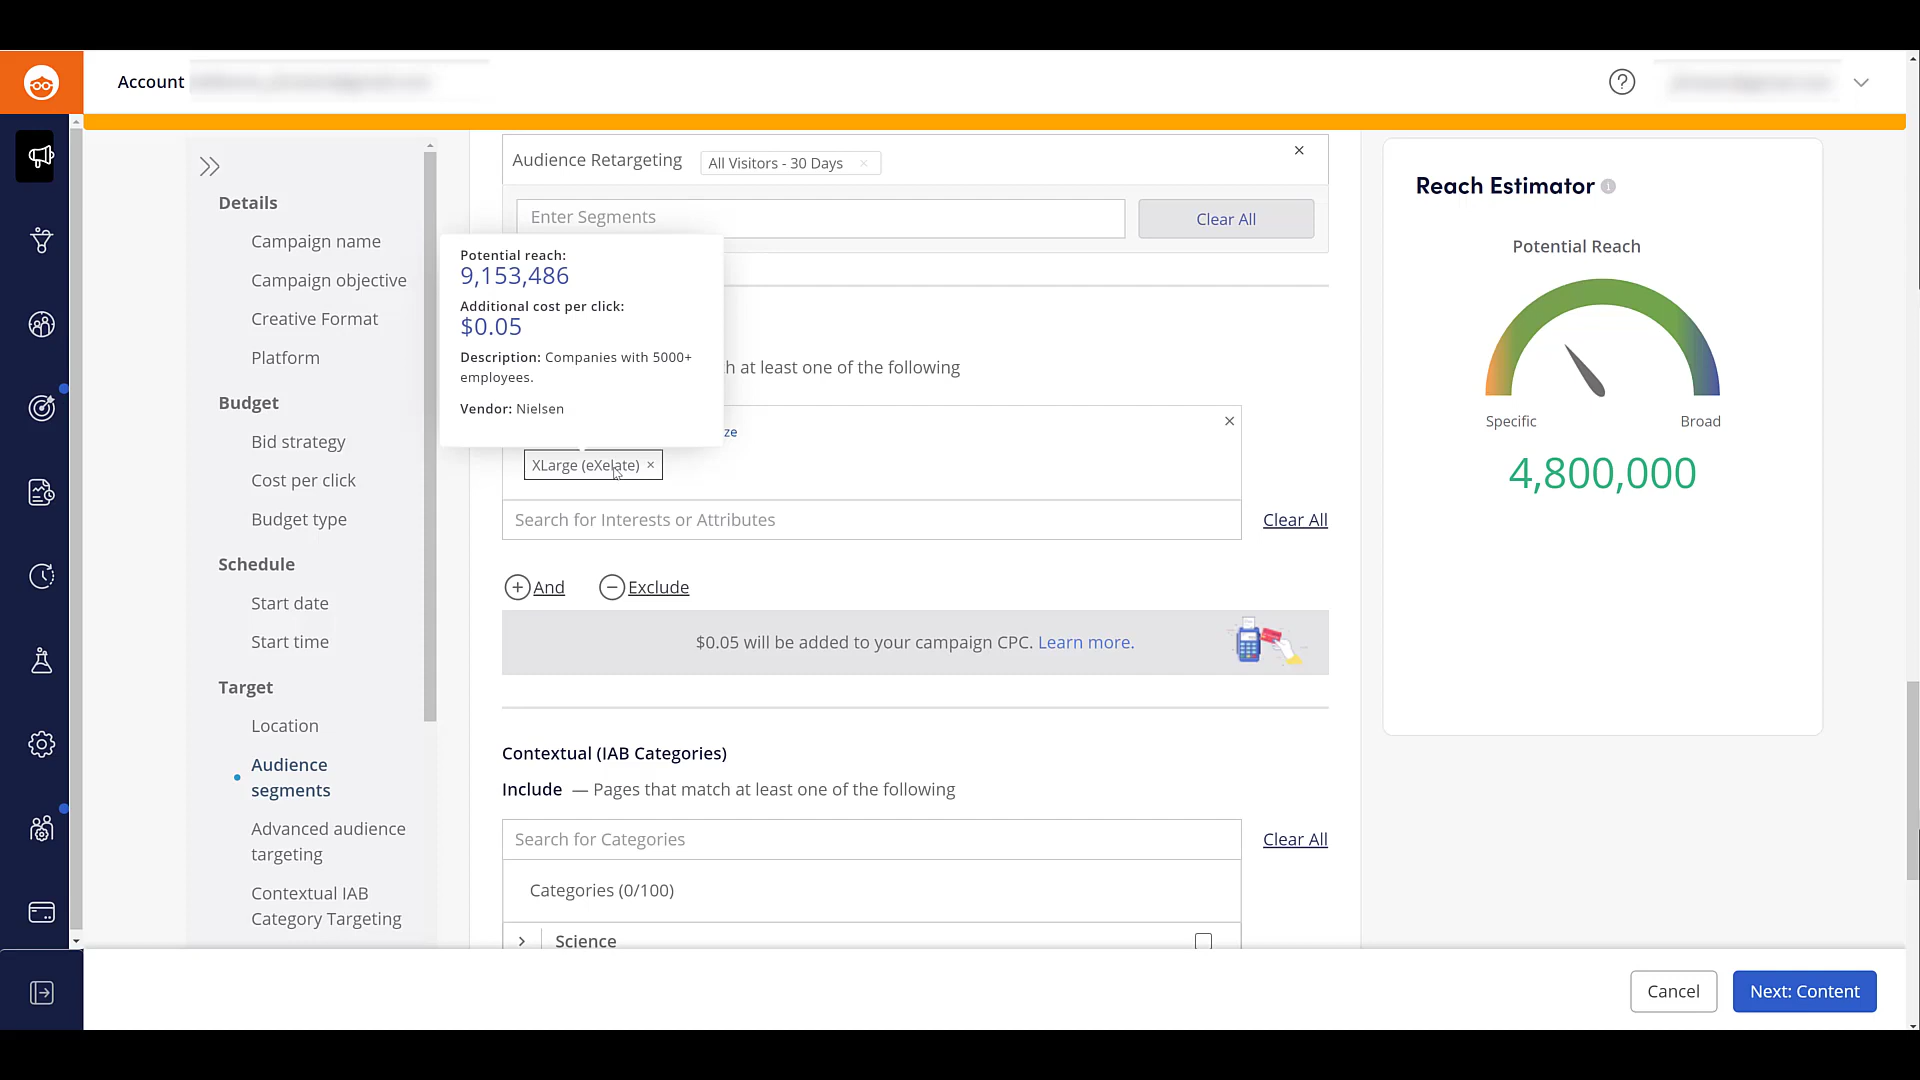 Account
Details
Campaign name
Campaign objective
Creative Format
Platform
Budget
Bid strategy
Cost per click
Budget type
Schedule
Start date
Start time
Target
Location
Audience
segments
Advanced audience
targeting
Contextual IAB
Category Targeting
Audience Retargeting
All Visitors - 30 Days ×
Enter Segments
Clear All
Potential reach:
9,153,486
Additional cost per click:
$0.05
Description: Companies with 5000+
employees.
Vendor: Nielsen
at least one of the following
XLarge (eXelate) ×
Search for Interests or Attributes
Clear All
And
Exclude
$0.05 will be added to your campaign CPC. Learn more.
Contextual (IAB Categories)
Include — Pages that match at least one of the following
Search for Categories
Clear All
Categories (0/100)
Science
Reach Estimator
Potential Reach
Specific
Broad
4,800,000
Cancel
Next: Content